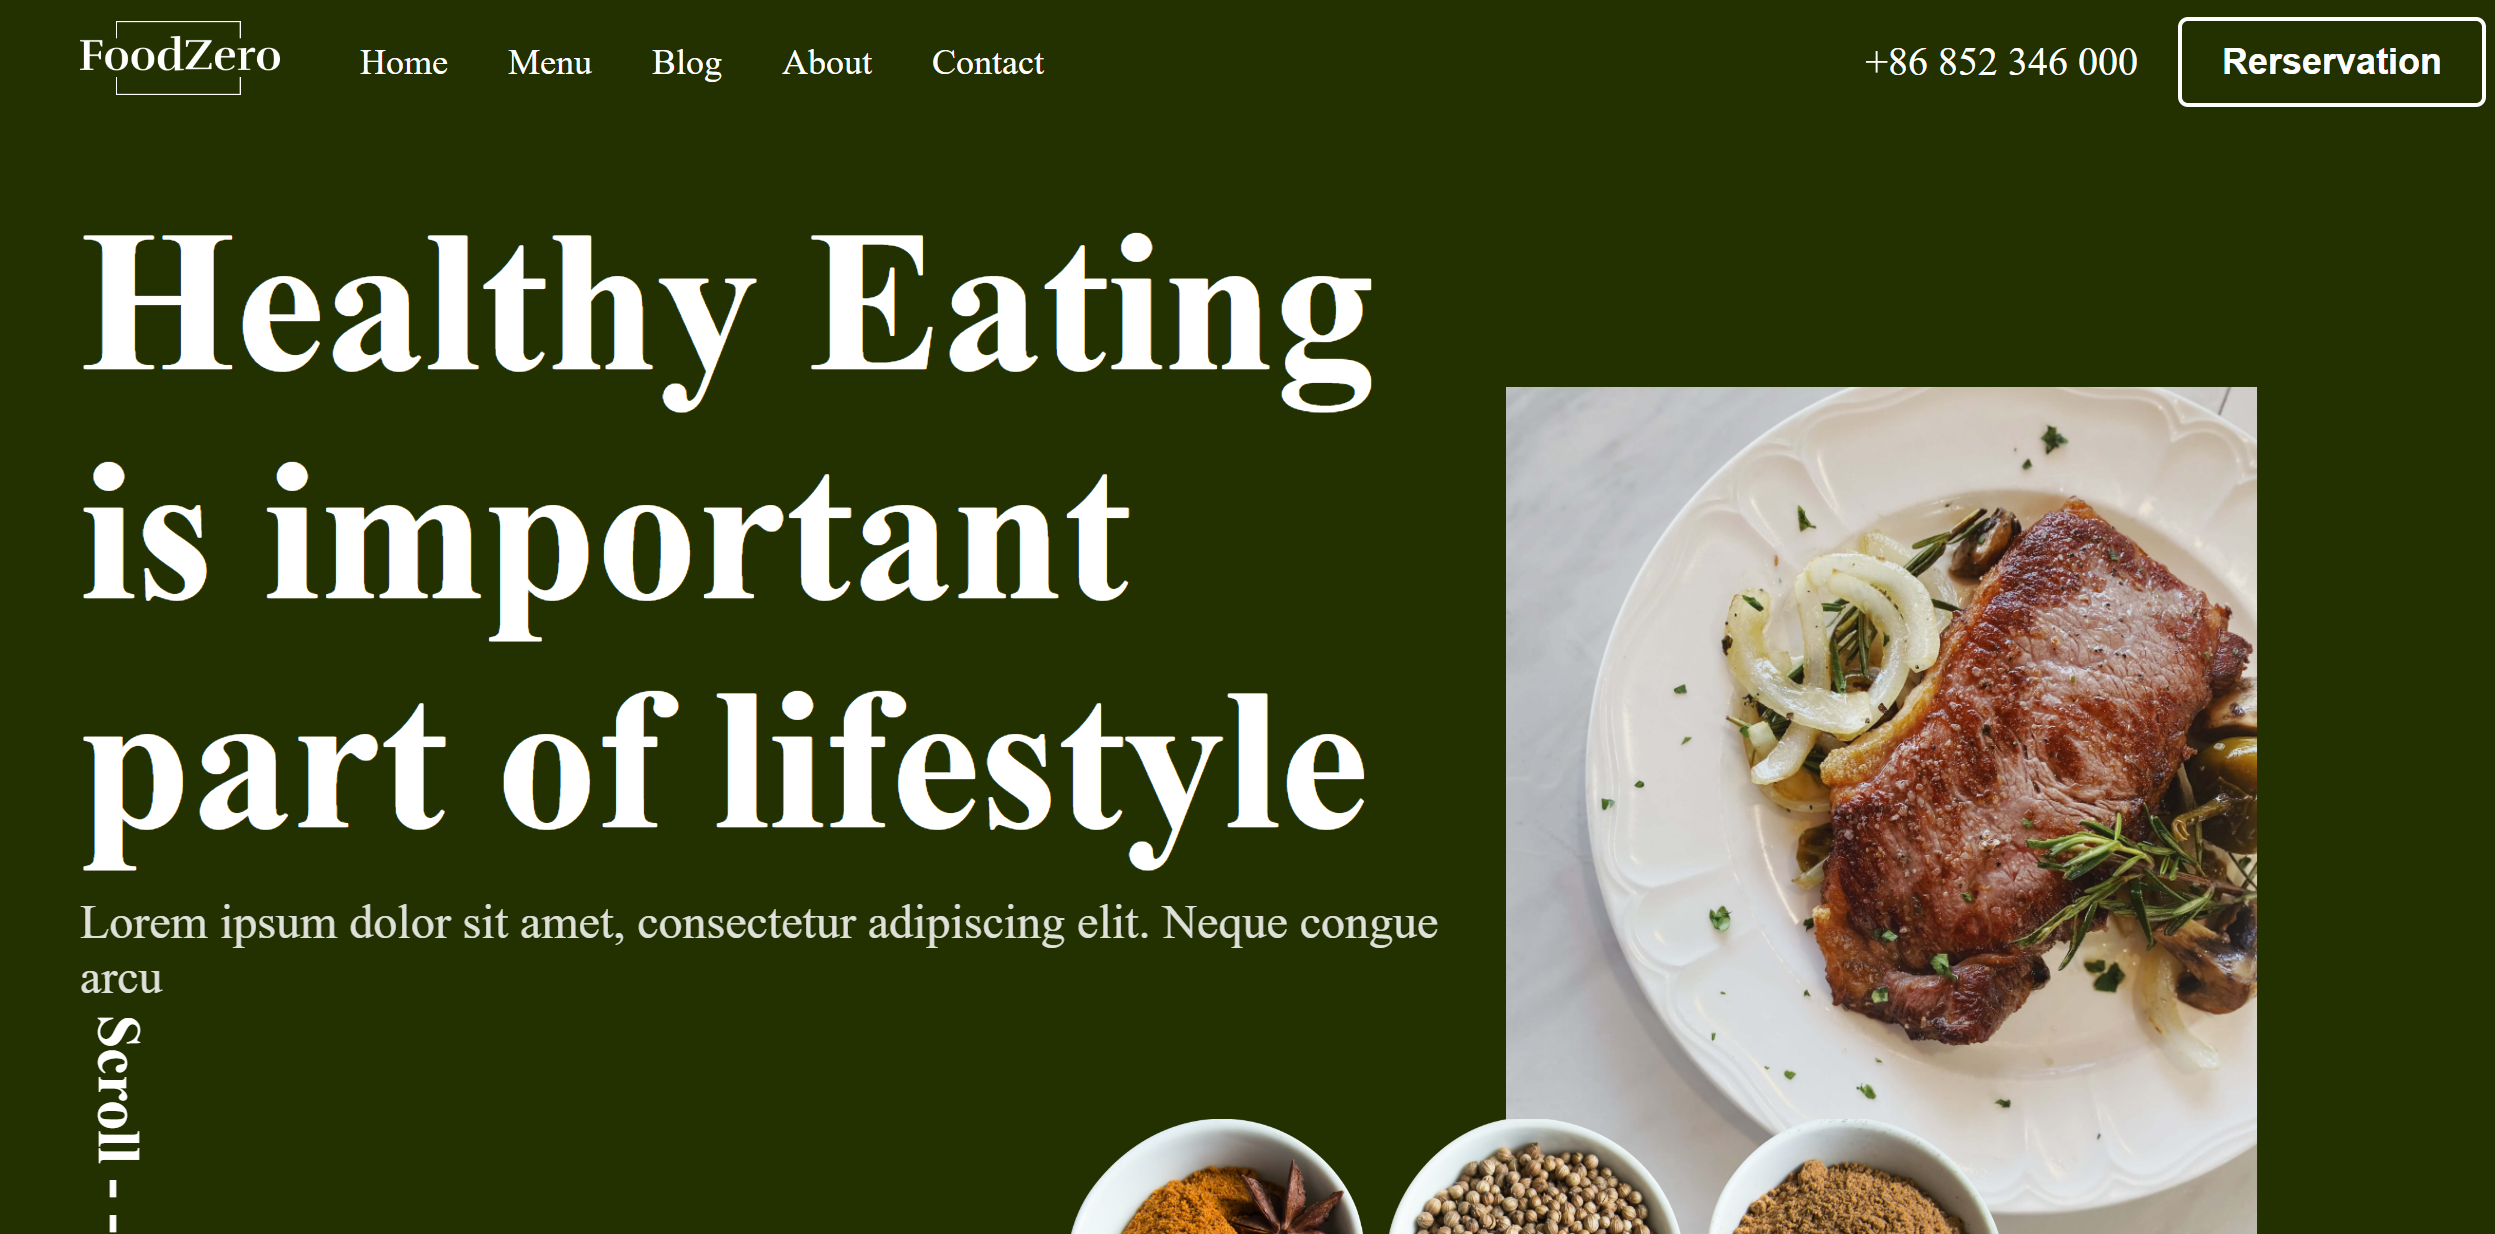 FoodZero
Home Menu Blog About Contact
+86 852 346 000
Rerservation
Healthy Eating
is important
part of lifestyle
Lorem ipsum dolor sit amet, consectetur adipiscing elit. Neque congue
arcu
Scroll - -